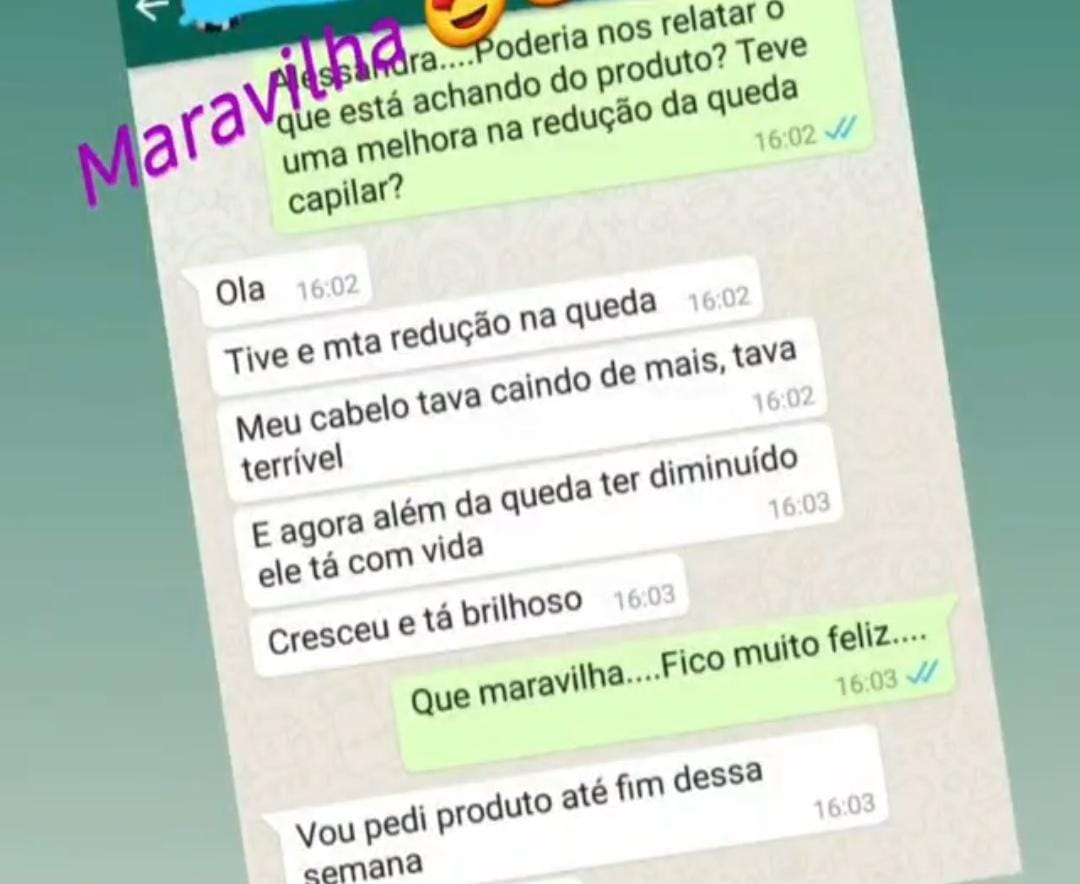 Maravilha
Alessandra....Poderia nos relatar o
que está achando do produto? Teve
uma melhora na redução da queda
capilar?
16:02
Ola 16:02
Tive e mta redução na queda 16:02
Meu cabelo tava caindo de mais, tava
terrível
16:02
E agora além da queda ter diminuído
ele tá com vida
16:03
Cresceu e tá brilhoso 16:03
Que maravilha....Fico muito feliz....
16:03
Vou pedi produto até fim dessa
semana
16:03